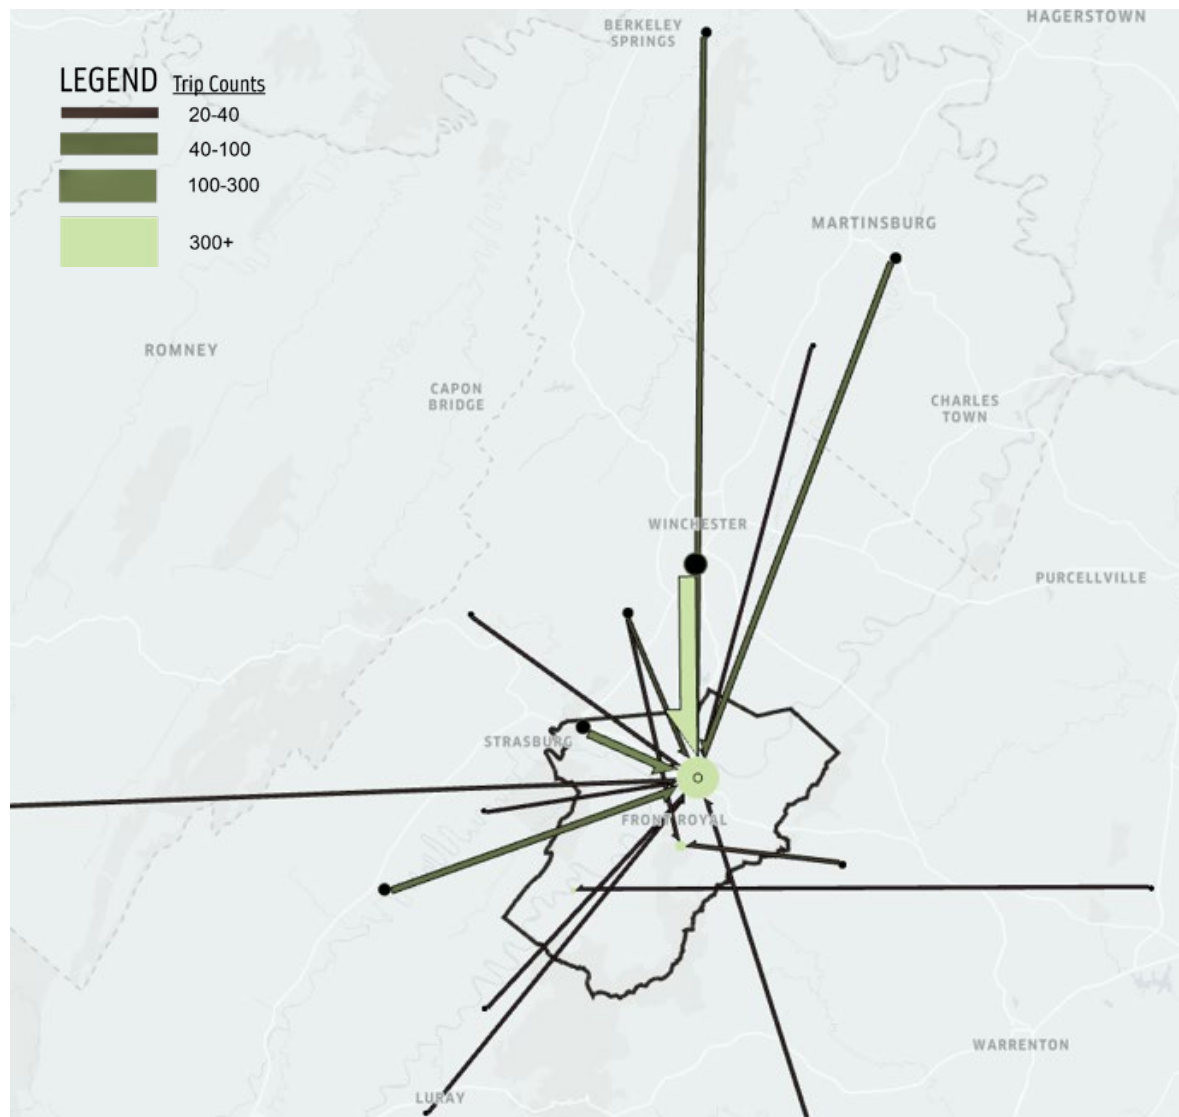 BERKELEY
SPRINGS
HAGERSTOWN
LEGEND Trip Counts
20-40
40-100
100-300
300+
MARTINSBURG
ROMNEY
CAPON
BRIDGE
CHARLES
TOWN
WINCHESTER
PURCELLVILLE
STRASBURG
FRONT ROYAL
WARRENTON
LURAY